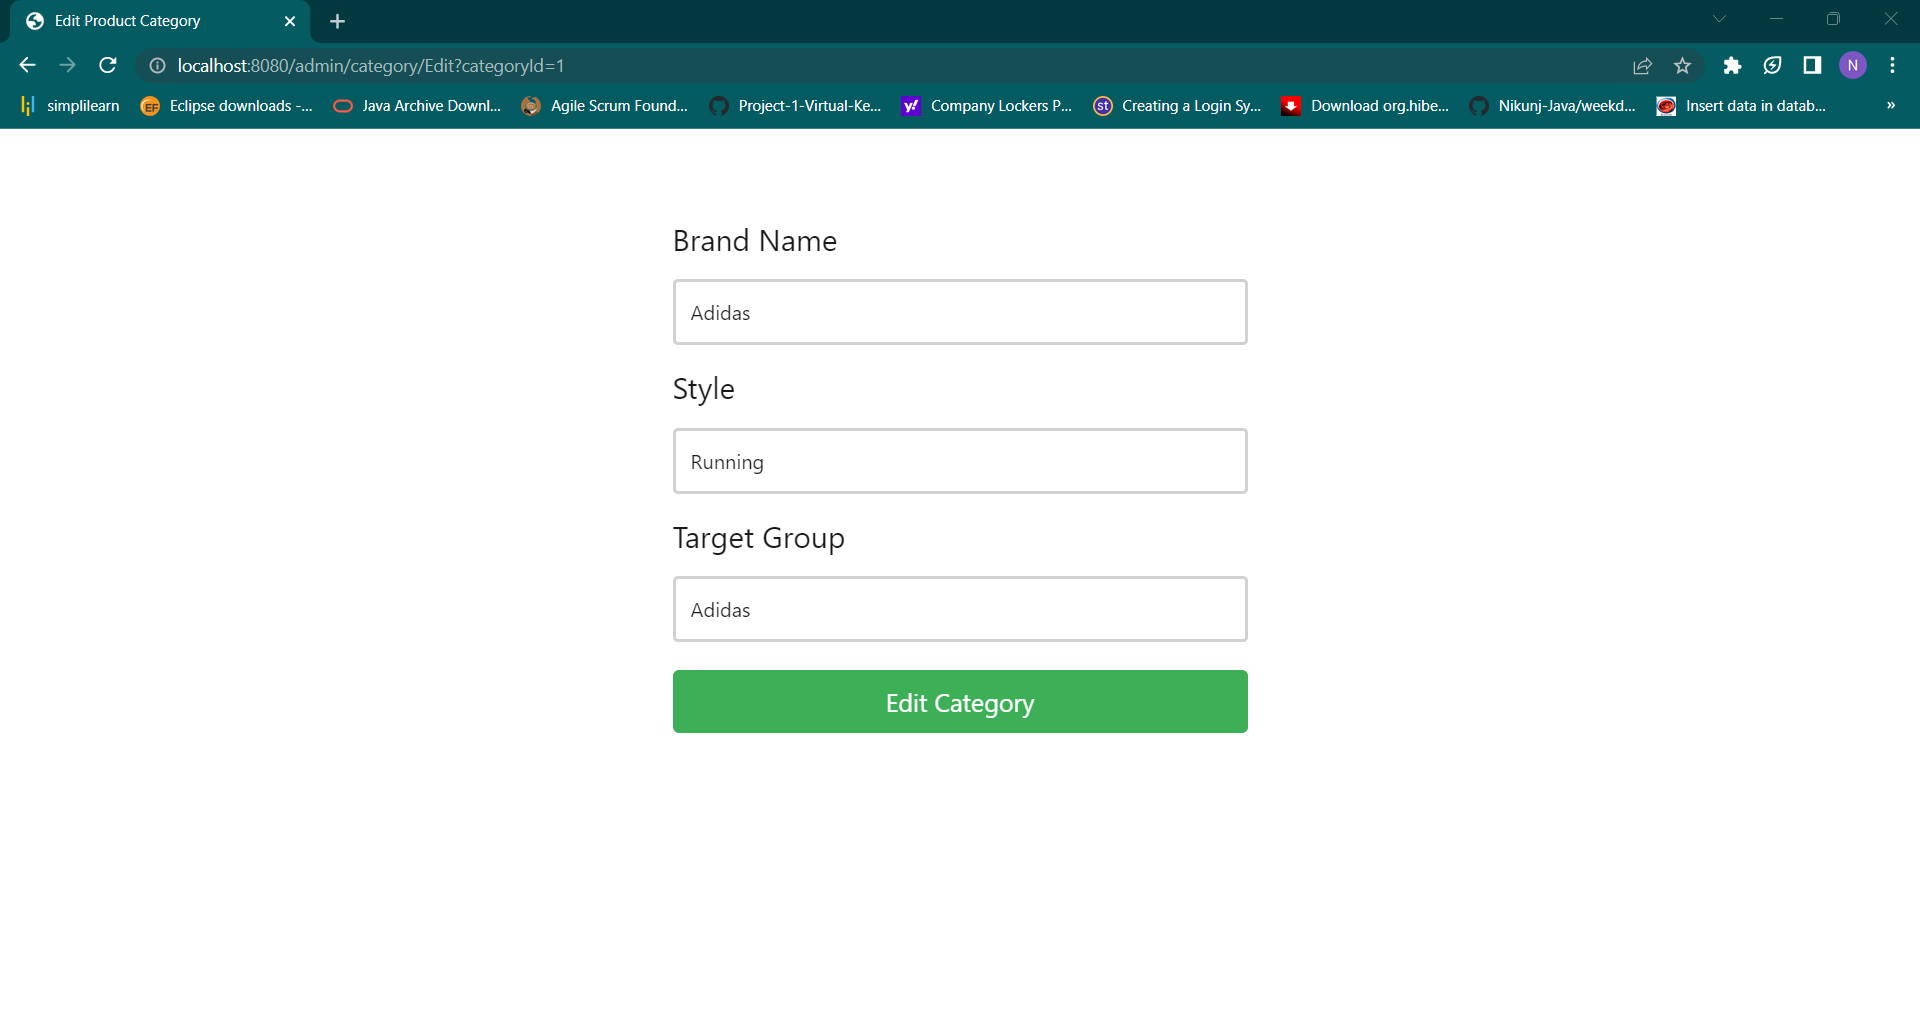 Edit Product Category
localhost:8080/admin/category/Edit?categoryId=1
N
simplilearn
EF
Eclipse downloads -...
Java Archive Downl...
Agile Scrum Found...
Project-1-Virtual-Ke...
y!
Company Lockers P...
st
Creating a Login Sy...
Download org.hibe...
Nikunj-Java/weekd...
Insert data in datab...
»
Brand Name
Adidas
Style
Running
Target Group
Adidas
Edit Category